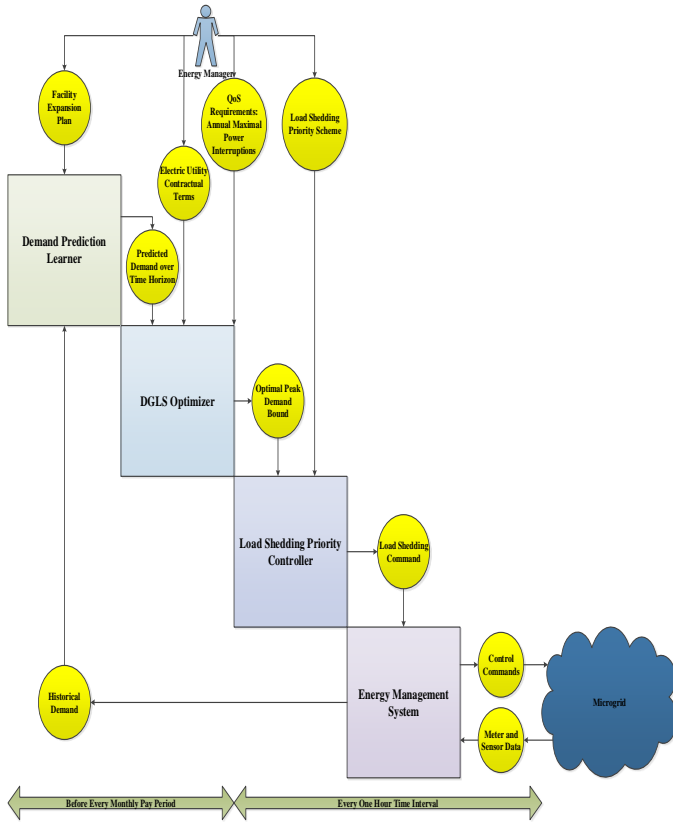 Energy Manager
Facility
Expansion
Plan
QoS
Requirements:
Annual Maximal
Power
Interruptions
Load Shedding
Priority Scheme
Electric Utility
Contractual
Terms
Demand Prediction
Learner
Predicted
Demand over
Time Horizon
DGLS Optimizer
Optimal Peak
Demand
Bound
Load Shedding Priority
Controller
Load Shedding
Command
Energy Management
System
Control
Commands
Microgrid
Historical
Demand
Meter and
Sensor Data
Before Every Monthly Pay Period
Every One Hour Time Interval